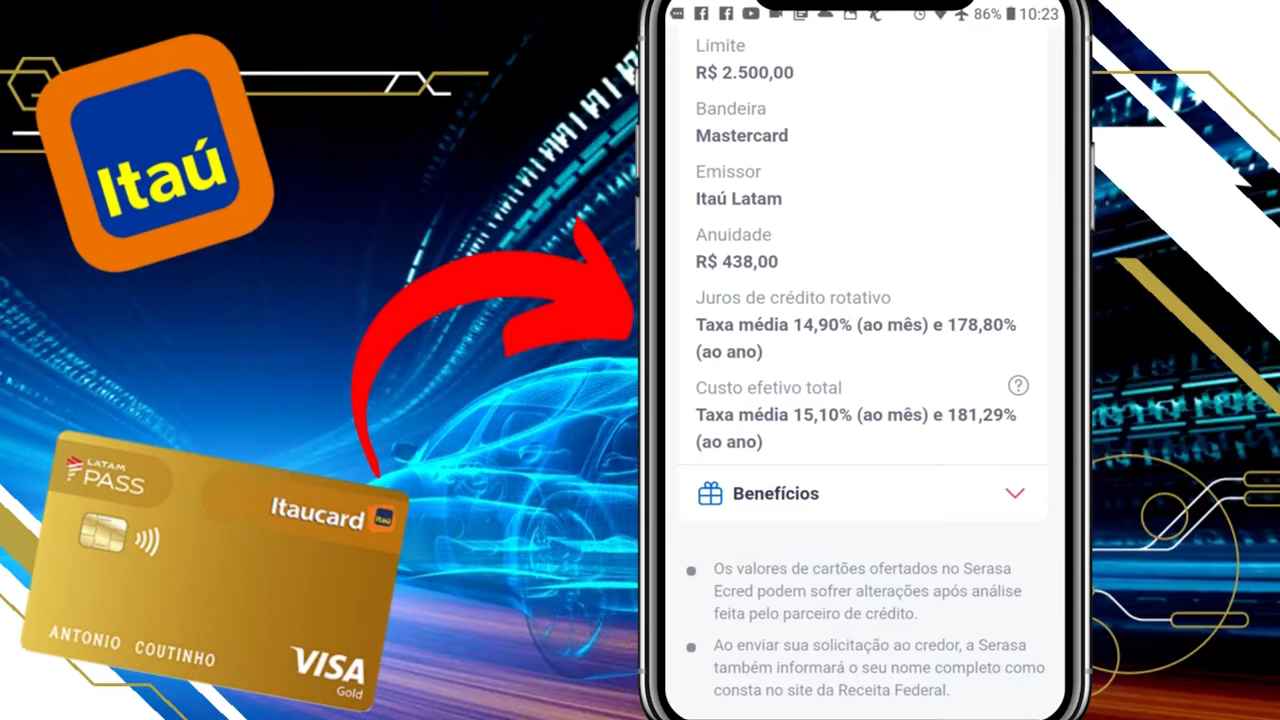 Itaú
LATAM
PASS
Itaucard
Itaú
ANTONIO COUTINHO
VISA
Gold
86% 10:23
Limite
R$ 2.500,00
Bandeira
Mastercard
Emissor
Itaú Latam
Anuidade
R$ 438,00
Juros de crédito rotativo
Taxa média 14,90% (ao mês) e 178,80%
(ao ano)
Custo efetivo total
?
Taxa média 15,10% (ao mês) e 181,29%
(ao ano)
Benefícios
Os valores de cartões ofertados no Serasa
Ecred podem sofrer alterações após análise
feita pelo parceiro de crédito.
Ao enviar sua solicitação ao credor, a Serasa
também informará o seu nome completo como
consta no site da Receita Federal.